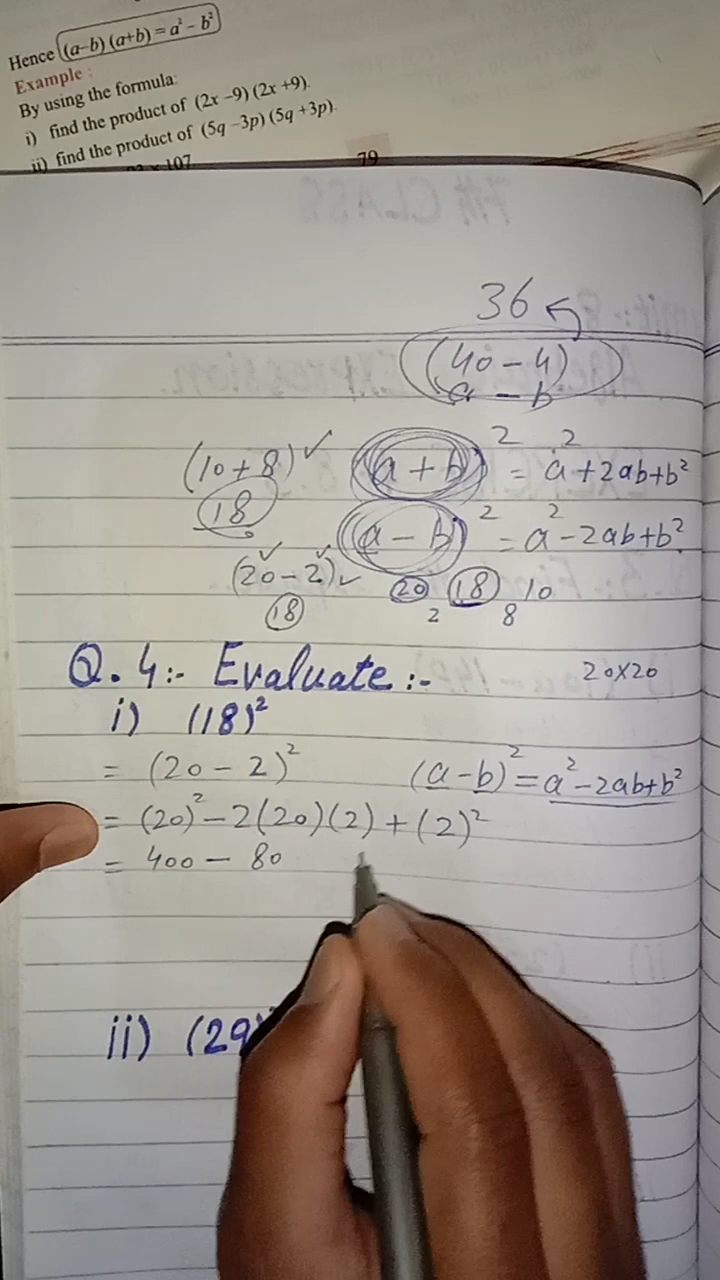 Hence (a–b) (a+b) = a² – b²
Example :
By using the formula:
i) find the product of (2x –9) (2x +9).
ii) find the product of (5q –3p) (5q +3p).
× 107
79
36
(40 – 4)
a – b
(10 + 8) ✓ (a + b)² = a² + 2ab + b²
18
(a – b)² = a² – 2ab + b²
(20 – 2) ✓ 20 18 10
18 2 8
Q.4:- Evaluate :- 20×20
i) (18)²
= (20 – 2)² (a – b)² = a² – 2ab + b²
= (20)² – 2(20)(2) + (2)²
= 400 – 80
ii) (29)